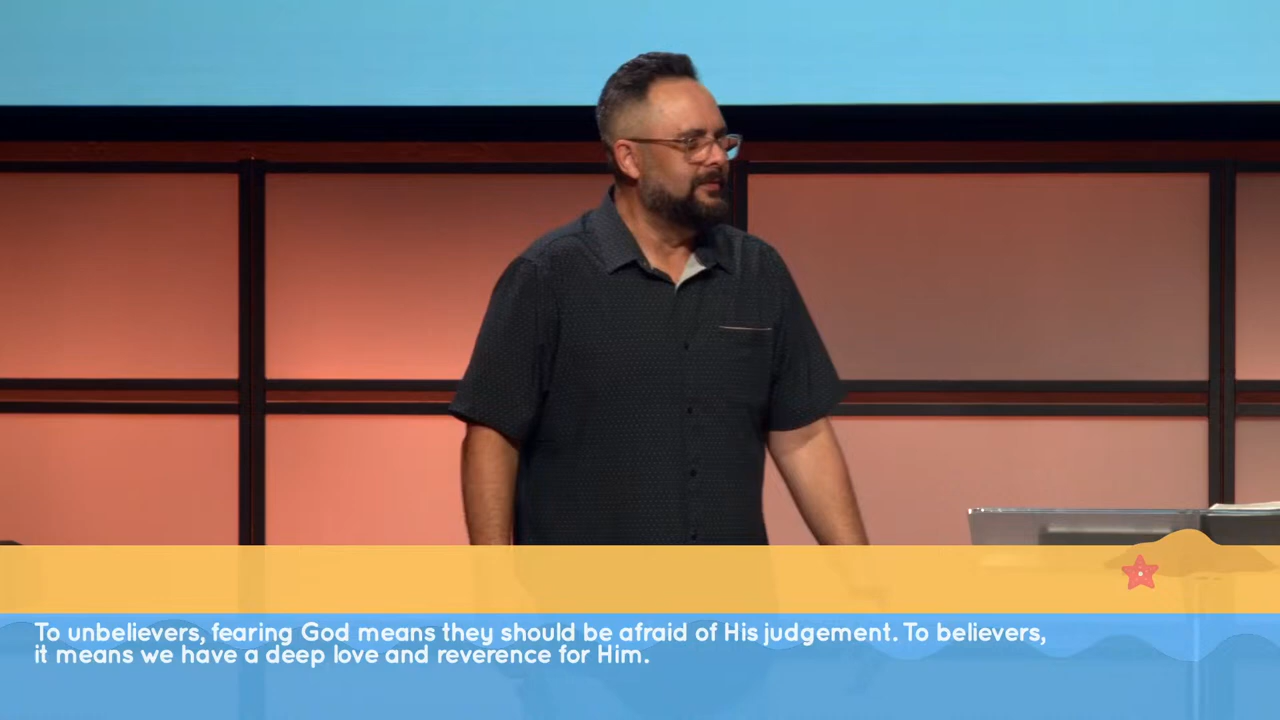 To unbelievers, fearing God means they should be afraid of His judgement. To believers,
it means we have a deep love and reverence for Him.